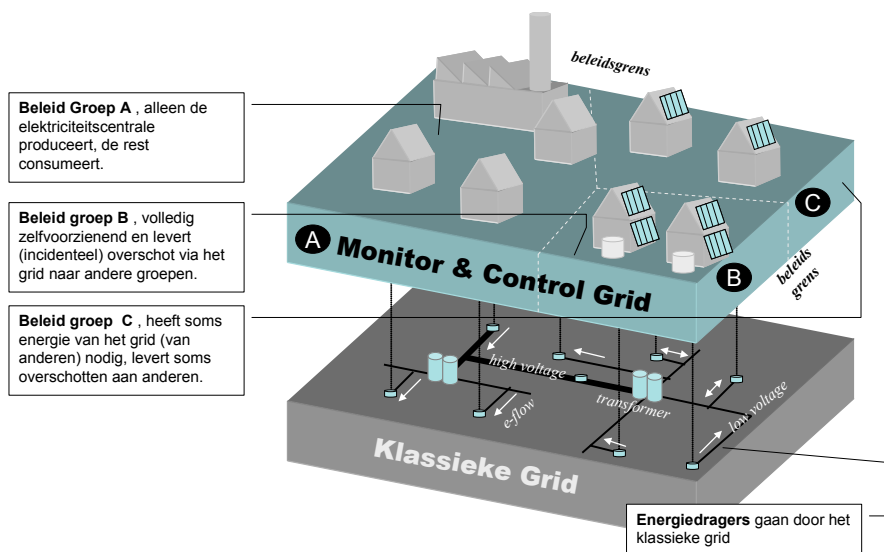 beleidsgrens
Beleid Groep A , alleen de
elektriciteitscentrale
produceert, de rest
consumeert.
Beleid groep B , volledig
zelfvoorzienend en levert
(incidenteel) overschot via het
grid naar andere groepen.
Beleid groep C , heeft soms
energie van het grid (van
anderen) nodig, levert soms
overschotten aan anderen.
A
Monitor & Control Grid
B
C
beleids
grens
high voltage
transformer
low voltage
e-flow
Klassieke Grid
Energiedragers gaan door het
klassieke grid